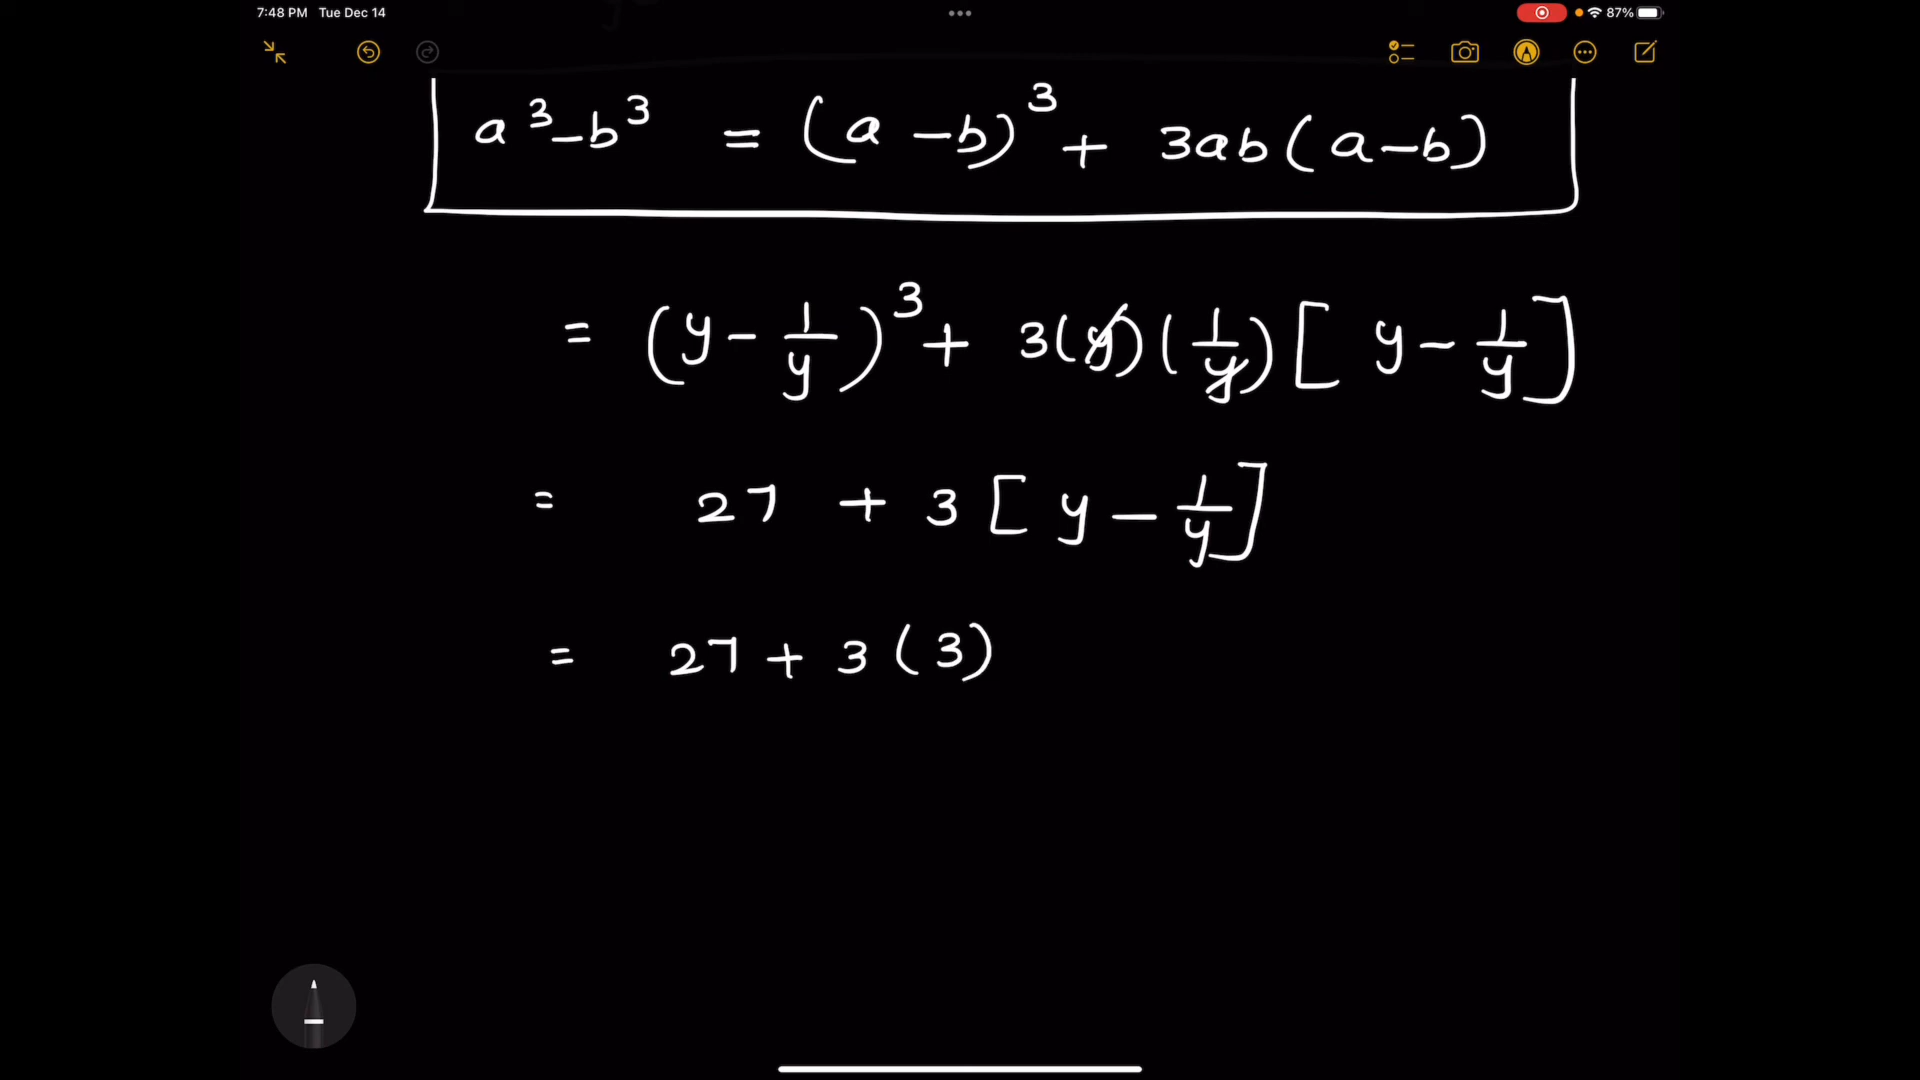 7:48 PM Tue Dec 14
87%
a³-b³ = (a-b)³ + 3ab(a-b)
= (y - 1/y)³ + 3(y)(1/y)[y - 1/y]
= 27 + 3[y - 1/y]
= 27 + 3(3)